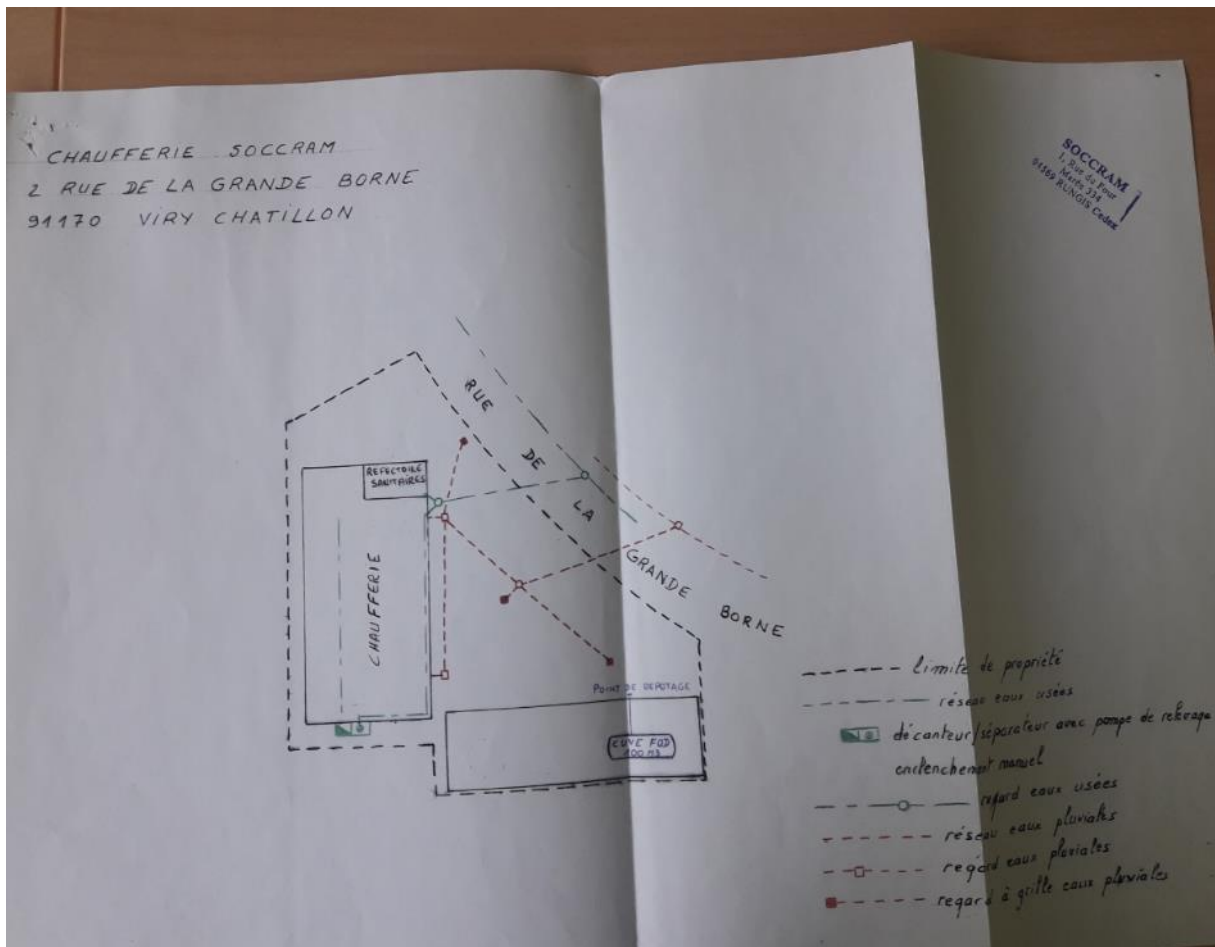 CHAUFFERIE SOCCRAM
2 RUE DE LA GRANDE BORNE
91170 VIRY CHATILLON
SOCCRAM
1, Rue du Four
94569 RUNGIS Cedex
RUE
DE
LA
GRANDE
BORNE
REFECTOIRE
SANITAIRES
CHAUFFERIE
POINT DE DEPOTAGE
CUVE FOD
100 M3
limite de propriété
réseau eaux usées
décanteur/séparateur avec pompe de relevage
enclenchement manuel
regard eaux usées
réseau eaux pluviales
regard eaux pluviales
regard à grille eaux pluviales